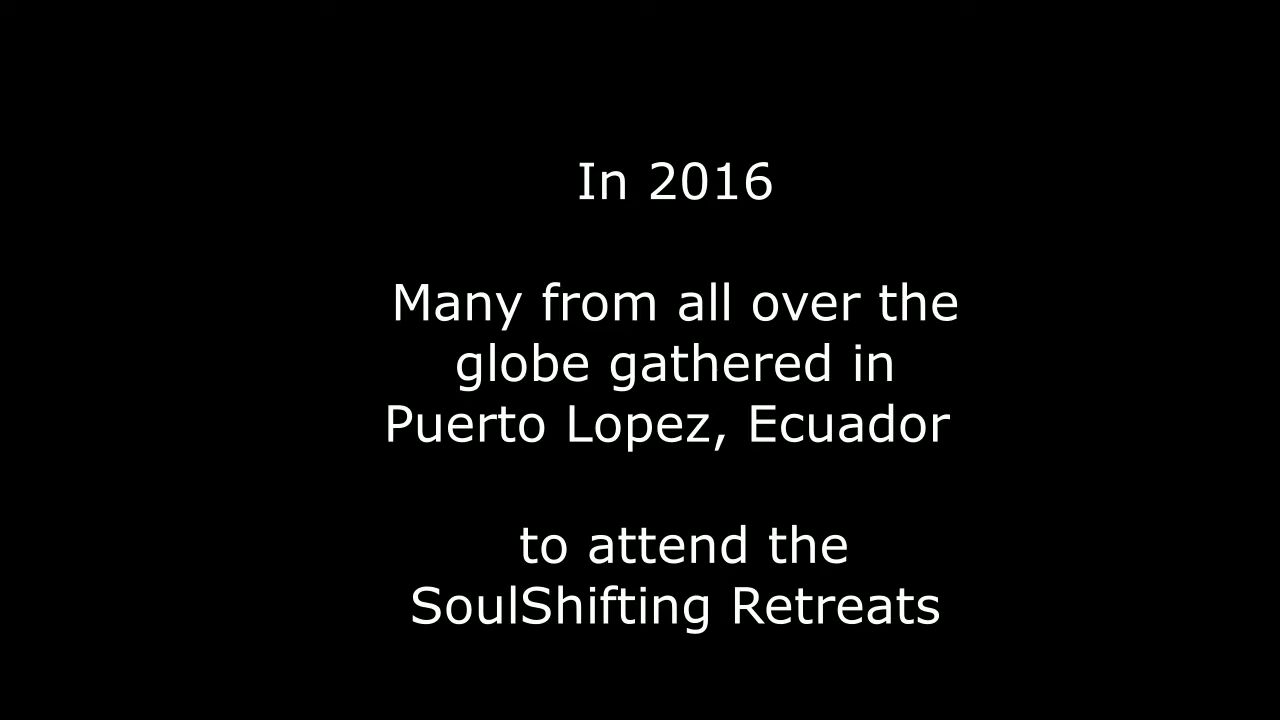 In 2016
Many from all over the
globe gathered in
Puerto Lopez, Ecuador
to attend the
SoulShifting Retreats